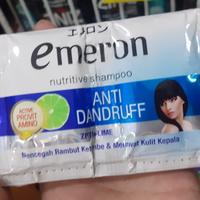 エメロン
emeron
nutritive shampoo
ACTIVE
PROVIT
AMINO
ANTI
DANDRUFF
ZPT+LIME
Mencegah Rambut Ketombe & Merawat Kulit Kepala